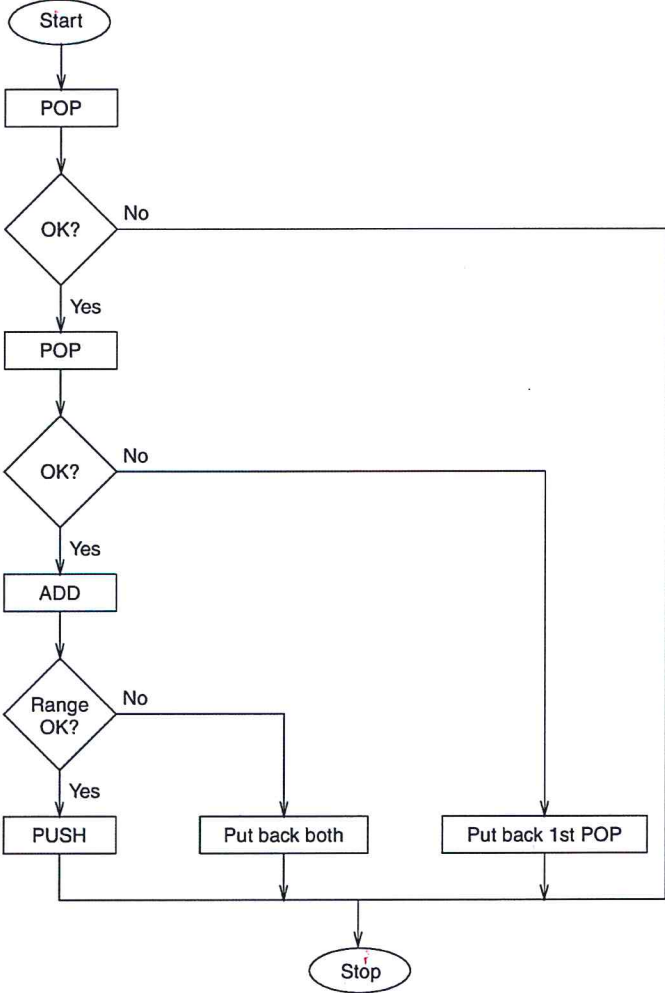 Start
POP
OK?
No
Yes
POP
OK?
No
Yes
ADD
Range
OK?
No
Yes
PUSH
Put back both
Put back 1st POP
Stop